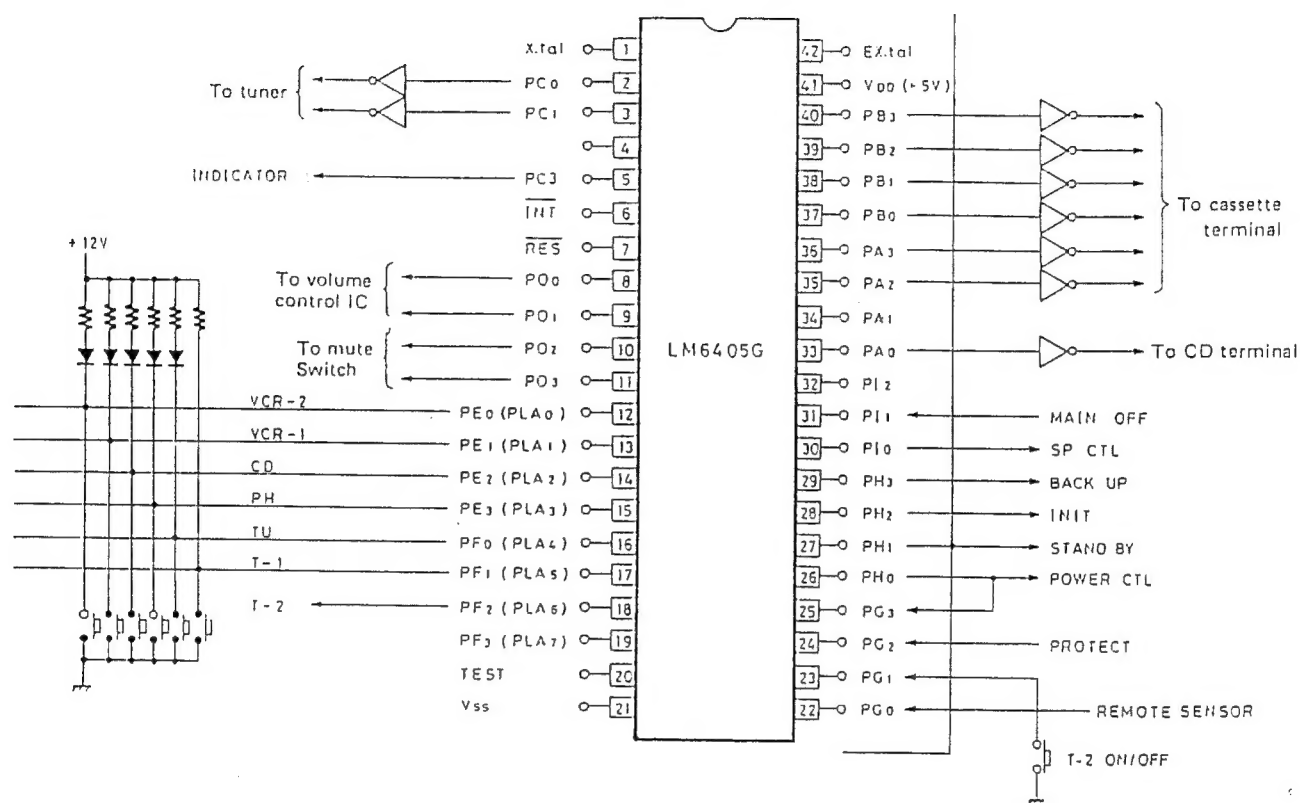 X.tal 1
To tuner
PC0 2
PC1 3
4
INDICATOR PC3 5
INT 6
RES 7
To volume
control IC
PO0 8
PO1 9
To mute
Switch
PO2 10
PO3 11
+12V
VCR-2 PE0 (PLA0) 12
VCR-1 PE1 (PLA1) 13
CD PE2 (PLA2) 14
PH PE3 (PLA3) 15
TU PF0 (PLA4) 16
T-1 PF1 (PLA5) 17
T-2 PF2 (PLA6) 18
PF3 (PLA7) 19
TEST 20
Vss 21
LM6405G
42 EX.tal
41 VDD (+5V)
40 PB3
39 PB2
38 PB1
37 PB0
36 PA3
35 PA2
To cassette
terminal
34 PA1
33 PA0 To CD terminal
32 PI2
31 PI1 MAIN OFF
30 PI0 SP CTL
29 PH3 BACK UP
28 PH2 INIT
27 PH1 STAND BY
26 PH0 POWER CTL
25 PG3
24 PG2 PROTECT
23 PG1
22 PG0 REMOTE SENSOR
T-2 ON/OFF